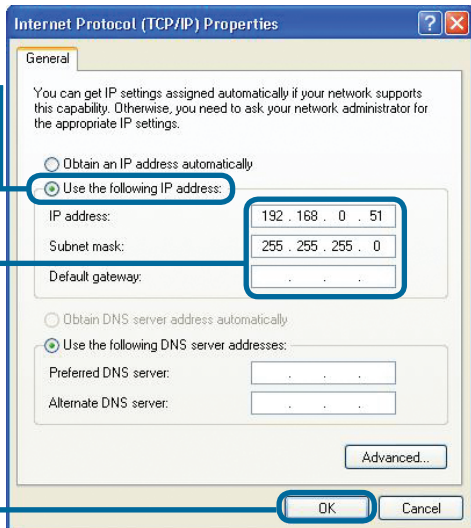 Internet Protocol (TCP/IP) Properties
General
You can get IP settings assigned automatically if your network supports
this capability. Otherwise, you need to ask your network administrator for
the appropriate IP settings.
Obtain an IP address automatically
Use the following IP address:
IP address: 192 . 168 . 0 . 51
Subnet mask: 255 . 255 . 255 . 0
Default gateway: . . .
Obtain DNS server address automatically
Use the following DNS server addresses:
Preferred DNS server: . . .
Alternate DNS server: . . .
Advanced...
OK Cancel